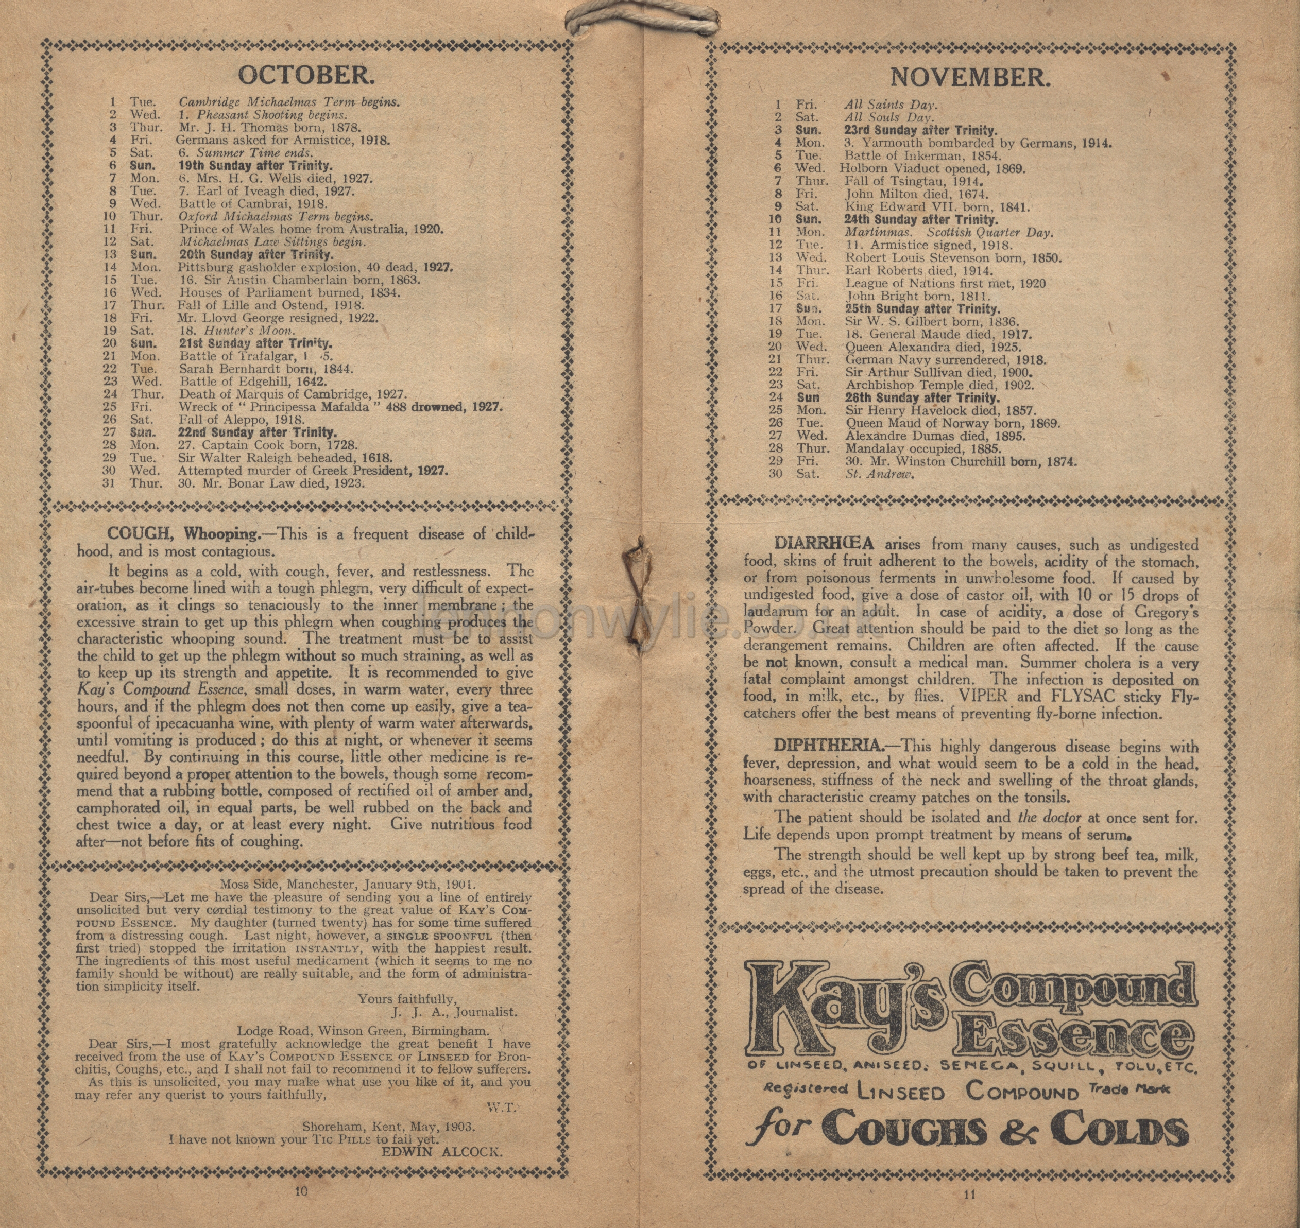 OCTOBER.
1 Tue. Cambridge Michaelmas Term begins.
2 Wed. 1. Pheasant Shooting begins.
3 Thur. Mr. J. H. Thomas born, 1878.
4 Fri. Germans asked for Armistice, 1918.
5 Sat. 6. Summer Time ends.
6 Sun. 19th Sunday after Trinity.
7 Mon. 6. Mrs. H. G. Wells died, 1927.
8 Tue. 7. Earl of Iveagh died, 1927.
9 Wed. Battle of Cambrai, 1918.
10 Thur. Oxford Michaelmas Term begins.
11 Fri. Prince of Wales home from Australia, 1920.
12 Sat. Michaelmas Law Sittings begin.
13 Sun. 20th Sunday after Trinity.
14 Mon. Pittsburg gasholder explosion, 40 dead, 1927.
15 Tue. 16. Sir Austin Chamberlain born, 1863.
16 Wed. Houses of Parliament burned, 1834.
17 Thur. Fall of Lille and Ostend, 1918.
18 Fri. Mr. Lloyd George resigned, 1922.
19 Sat. 18. Hunter's Moon.
20 Sun. 21st Sunday after Trinity.
21 Mon. Battle of Trafalgar,
22 Tue. Sarah Bernhardt born, 1844.
23 Wed. Battle of Edgehill, 1642.
24 Thur. Death of Marquis of Cambridge, 1927.
25 Fri. Wreck of " Principessa Mafalda " 488 drowned, 1927.
26 Sat. Fall of Aleppo, 1918.
27 Sun. 22nd Sunday after Trinity.
28 Mon. 27. Captain Cook born, 1728.
29 Tue. Sir Walter Raleigh beheaded, 1618.
30 Wed. Attempted murder of Greek President, 1927.
31 Thur. 30. Mr. Bonar Law died, 1923.
COUGH, Whooping.—This is a frequent disease of child-
hood, and is most contagious.
It begins as a cold, with cough, fever, and restlessness. The
air-tubes become lined with a tough phlegm, very difficult of expect-
oration, as it clings so tenaciously to the inner membrane ; the
excessive strain to get up this phlegm when coughing produces the
characteristic whooping sound. The treatment must be to assist
the child to get up the phlegm without so much straining, as well as
to keep up its strength and appetite. It is recommended to give
Kay's Compound Essence, small doses, in warm water, every three
hours, and if the phlegm does not then come up easily, give a tea-
spoonful of ipecacuanha wine, with plenty of warm water afterwards,
until vomiting is produced ; do this at night, or whenever it seems
needful. By continuing in this course, little other medicine is re-
quired beyond a proper attention to the bowels, though some recom-
mend that a rubbing bottle, composed of rectified oil of amber and,
camphorated oil, in equal parts, be well rubbed on the back and
chest twice a day, or at least every night. Give nutritious food
after—not before fits of coughing.
Moss Side, Manchester, January 9th, 1901.
Dear Sirs,—Let me have the pleasure of sending you a line of entirely
unsolicited but very cordial testimony to the great value of KAY'S COM-
POUND ESSENCE. My daughter (turned twenty) has for some time suffered
from a distressing cough. Last night, however, a SINGLE SPOONFUL (then
first tried) stopped the irritation INSTANTLY, with the happiest result.
The ingredients of this most useful medicament (which it seems to me no
family should be without) are really suitable, and the form of administra-
tion simplicity itself.
Yours faithfully,
J. J. A., Journalist.
Lodge Road, Winson Green, Birmingham.
Dear Sirs,—I most gratefully acknowledge the great benefit I have
received from the use of KAY'S COMPOUND ESSENCE OF LINSEED for Bron-
chitis, Coughs, etc., and I shall not fail to recommend it to fellow sufferers.
As this is unsolicited, you may make what use you like of it, and you
may refer any querist to yours faithfully,
W.T.
Shoreham, Kent, May, 1903.
I have not known your TIC PILLS to fail yet.
EDWIN ALCOCK.
10
NOVEMBER.
1 Fri. All Saints Day.
2 Sat. All Souls Day.
3 Sun. 23rd Sunday after Trinity.
4 Mon. 3. Yarmouth bombarded by Germans, 1914.
5 Tue. Battle of Inkerman, 1854.
6 Wed. Holborn Viaduct opened, 1869.
7 Thur. Fall of Tsingtau, 1914.
8 Fri. John Milton died, 1674.
9 Sat. King Edward VII. born, 1841.
10 Sun. 24th Sunday after Trinity.
11 Mon. Martinmas. Scottish Quarter Day.
12 Tue. 11. Armistice signed, 1918.
13 Wed. Robert Louis Stevenson born, 1850.
14 Thur. Earl Roberts died, 1914.
15 Fri. League of Nations first met, 1920
16 Sat. John Bright born, 1811.
17 Sun. 25th Sunday after Trinity.
18 Mon. Sir W. S. Gilbert born, 1836.
19 Tue. 18. General Maude died, 1917.
20 Wed. Queen Alexandra died, 1925.
21 Thur. German Navy surrendered, 1918.
22 Fri. Sir Arthur Sullivan died, 1900.
23 Sat. Archbishop Temple died, 1902.
24 Sun 26th Sunday after Trinity.
25 Mon. Sir Henry Havelock died, 1857.
26 Tue. Queen Maud of Norway born, 1869.
27 Wed. Alexandre Dumas died, 1895.
28 Thur. Mandalay occupied, 1885.
29 Fri. 30. Mr. Winston Churchill born, 1874.
30 Sat. St. Andrew.
DIARRHŒA arises from many causes, such as undigested
food, skins of fruit adherent to the bowels, acidity of the stomach,
or from poisonous ferments in unwholesome food. If caused by
undigested food, give a dose of castor oil, with 10 or 15 drops of
laudanum for an adult. In case of acidity, a dose of Gregory's
Powder. Great attention should be paid to the diet so long as the
derangement remains. Children are often affected. If the cause
be not known, consult a medical man. Summer cholera is a very
fatal complaint amongst children. The infection is deposited on
food, in milk, etc., by flies. VIPER and FLYSAC sticky Fly-
catchers offer the best means of preventing fly-borne infection.
DIPHTHERIA.—This highly dangerous disease begins with
fever, depression, and what would seem to be a cold in the head,
hoarseness, stiffness of the neck and swelling of the throat glands,
with characteristic creamy patches on the tonsils.
The patient should be isolated and the doctor at once sent for.
Life depends upon prompt treatment by means of serum.
The strength should be well kept up by strong beef tea, milk,
eggs, etc., and the utmost precaution should be taken to prevent the
spread of the disease.
Kay's Compound
Essence
OF LINSEED, ANISEED, SENEGA, SQUILL, TOLU, ETC,
Registered LINSEED COMPOUND Trade Mark
for COUGHS & COLDS
11